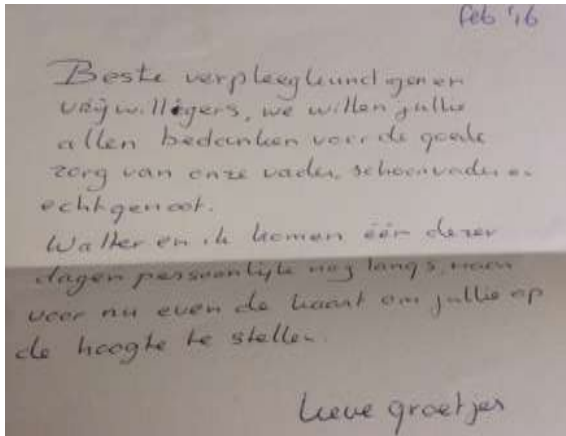 feb '16
Beste verpleegkundigen en
vrijwilligers, we willen jullie
allen bedanken voor de goede
zorg van onze vader, schoonvader en
echtgenoot.
Walter en ik komen één dezer
dagen persoonlijk nog langs, maar
voor nu even de kaart om jullie op
de hoogte te stellen.
Lieve groetjes